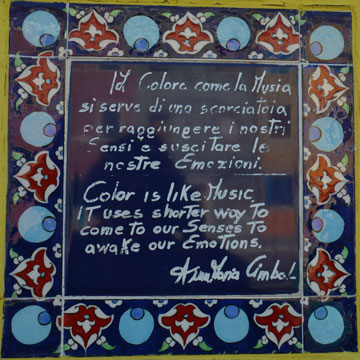 Il Colore come la Musia
si serve di una scorciatoia
per raggiungere i nostri
Sensi e suscitare le
nostre Emozioni.
Color is like Music
IT uses shorter way to
come to our Senses to
awake our Emotions.